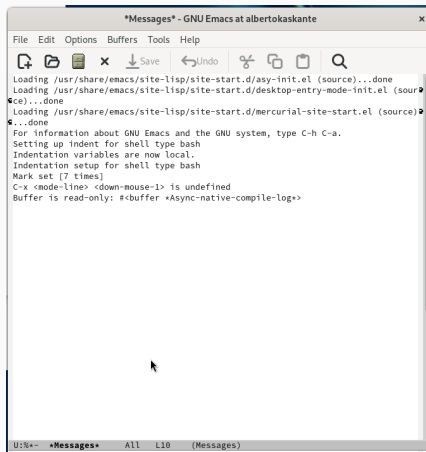 *Messages* - GNU Emacs at albertokaskante
File Edit Options Buffers Tools Help
Save Undo
Loading /usr/share/emacs/site-lisp/site-start.d/asy-init.el (source)...done
Loading /usr/share/emacs/site-lisp/site-start.d/desktop-entry-mode-init.el (sour
ce)...done
Loading /usr/share/emacs/site-lisp/site-start.d/mercurial-site-start.el (source)
...done
For information about GNU Emacs and the GNU system, type C-h C-a.
Setting up indent for shell type bash
Indentation variables are now local.
Indentation setup for shell type bash
Mark set [7 times]
C-x <mode-line> <down-mouse-1> is undefined
Buffer is read-only: #<buffer *Async-native-compile-log*>
U:%*- *Messages* All L10 (Messages)